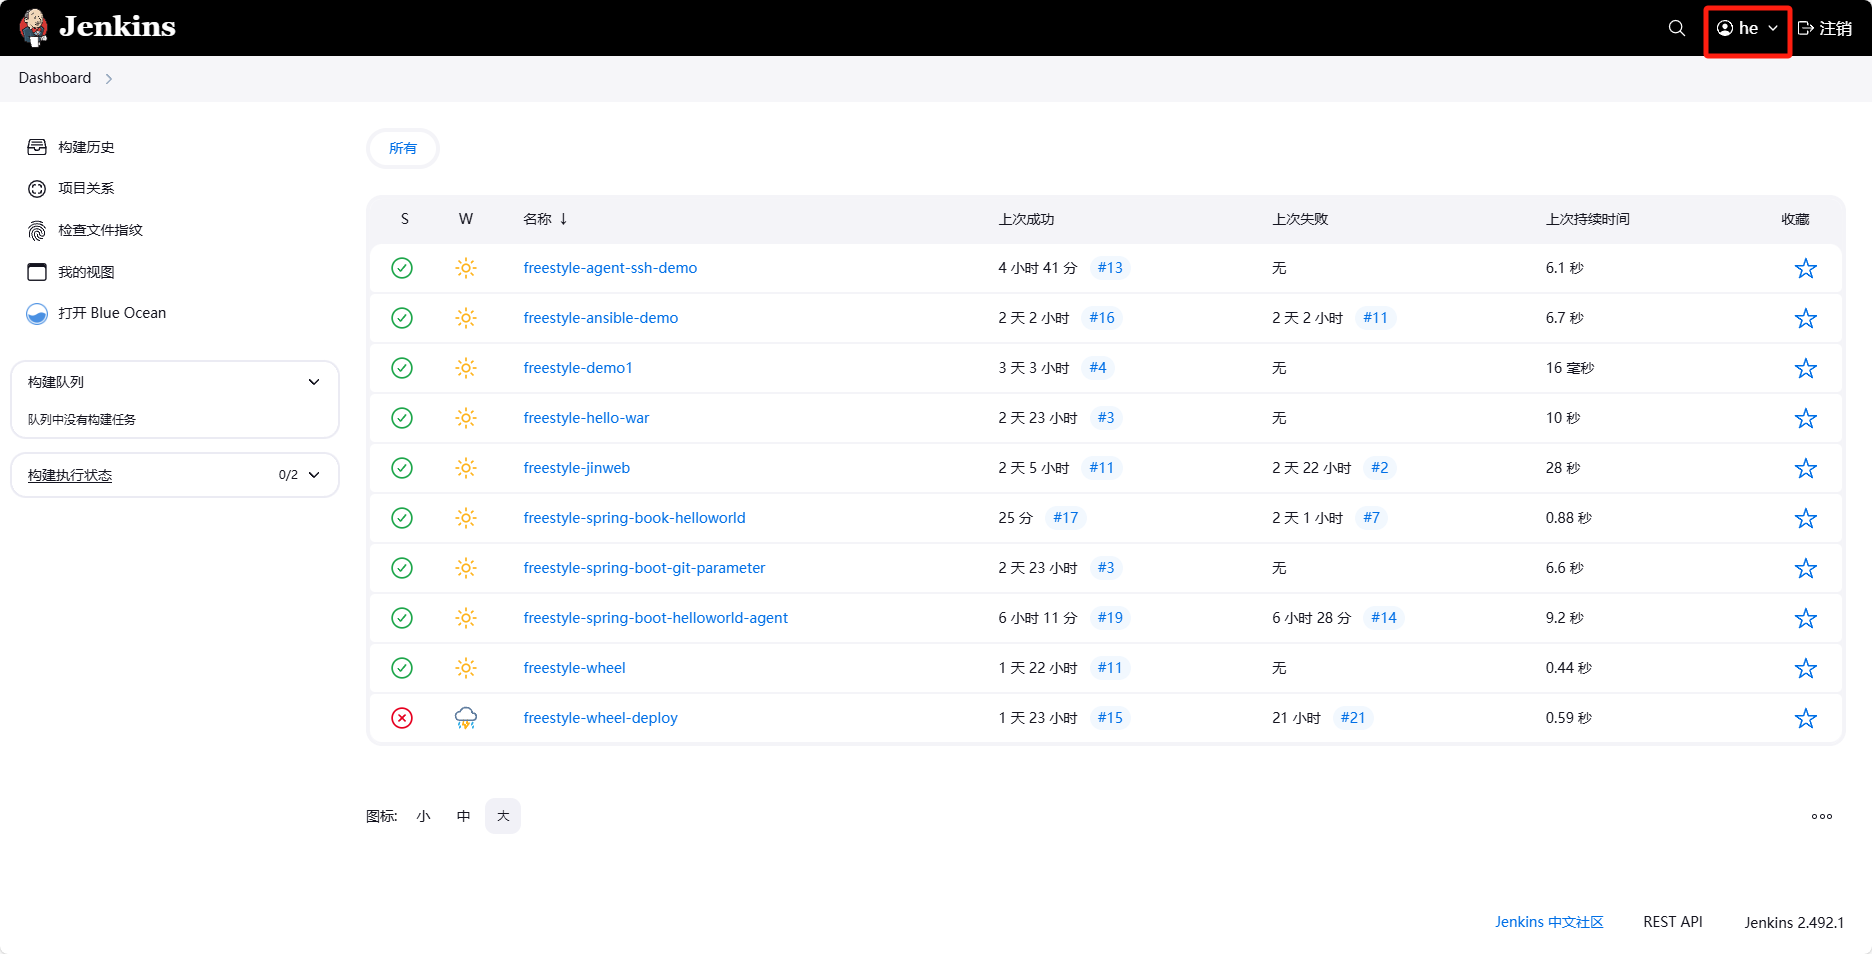 Jenkins
he
注销
Dashboard
构建历史
项目关系
检查文件指纹
我的视图
打开 Blue Ocean
构建队列
队列中没有构建任务
构建执行状态 0/2
所有
S W 名称 ↓ 上次成功 上次失败 上次持续时间 收藏
freestyle-agent-ssh-demo 4 小时 41 分 #13 无 6.1 秒
freestyle-ansible-demo 2 天 2 小时 #16 2 天 2 小时 #11 6.7 秒
freestyle-demo1 3 天 3 小时 #4 无 16 毫秒
freestyle-hello-war 2 天 23 小时 #3 无 10 秒
freestyle-jinweb 2 天 5 小时 #11 2 天 22 小时 #2 28 秒
freestyle-spring-book-helloworld 25 分 #17 2 天 1 小时 #7 0.88 秒
freestyle-spring-boot-git-parameter 2 天 23 小时 #3 无 6.6 秒
freestyle-spring-boot-helloworld-agent 6 小时 11 分 #19 6 小时 28 分 #14 9.2 秒
freestyle-wheel 1 天 22 小时 #11 无 0.44 秒
freestyle-wheel-deploy 1 天 23 小时 #15 21 小时 #21 0.59 秒
图标: 小 中 大
Jenkins 中文社区 REST API Jenkins 2.492.1